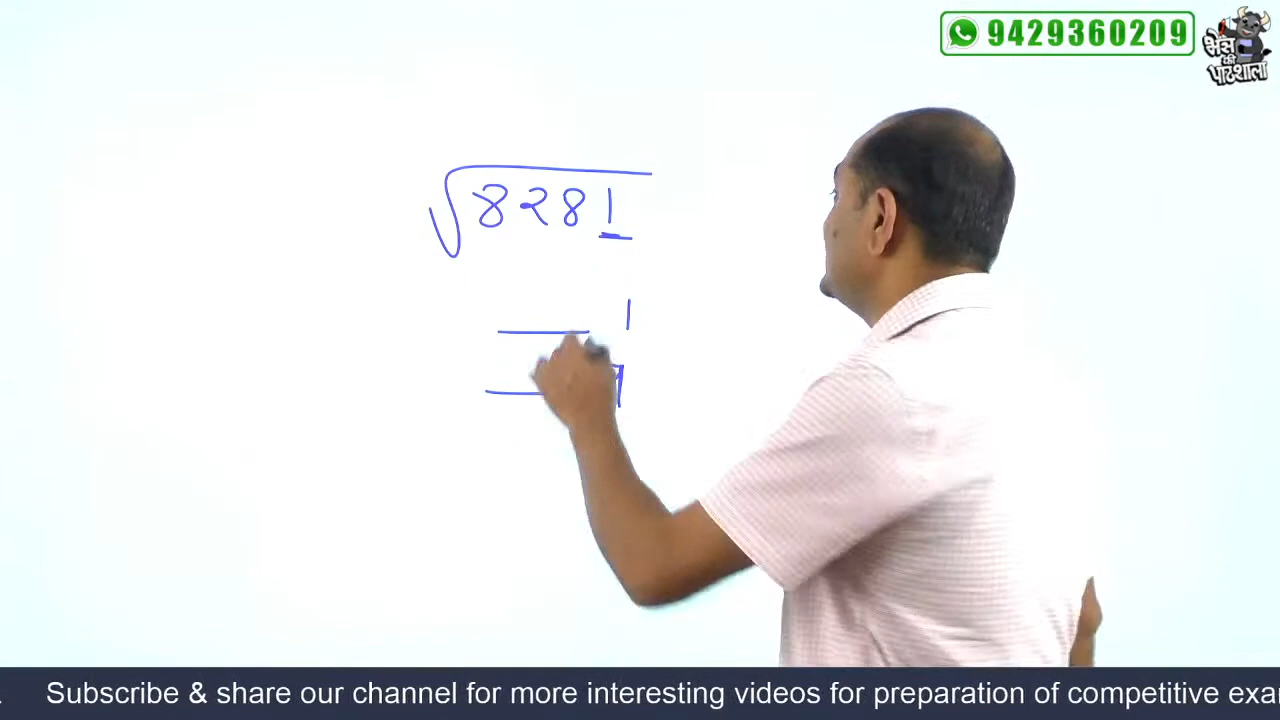 9429360209
भैंस
की
पाठशाला
√8281
1
Subscribe & share our channel for more interesting videos for preparation of competitive exa